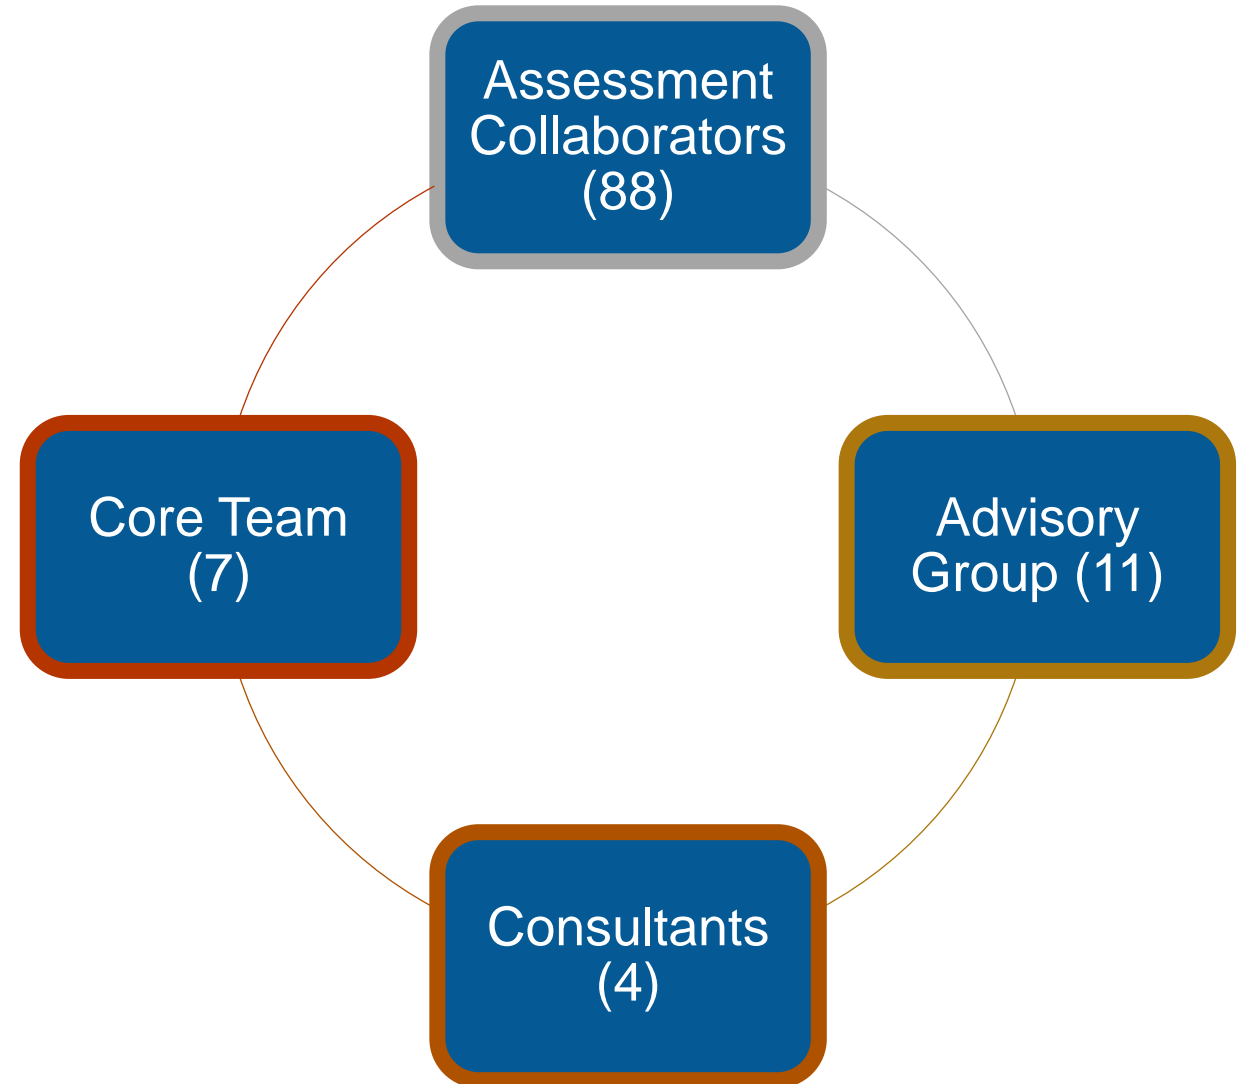 Assessment
Collaborators
(88)
Core Team
(7)
Advisory
Group (11)
Consultants
(4)